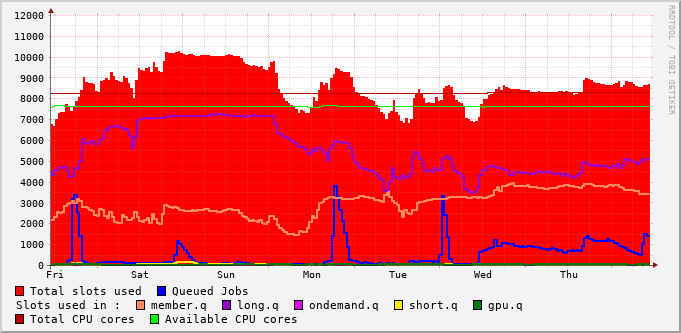 12000
11000
10000
9000
8000
7000
6000
5000
4000
3000
2000
1000
0
Fri Sat Sun Mon Tue Wed Thu
Total slots used Queued Jobs
Slots used in : member.q long.q ondemand.q short.q gpu.q
Total CPU cores Available CPU cores
RRDTOOL / TOBI OETIKER